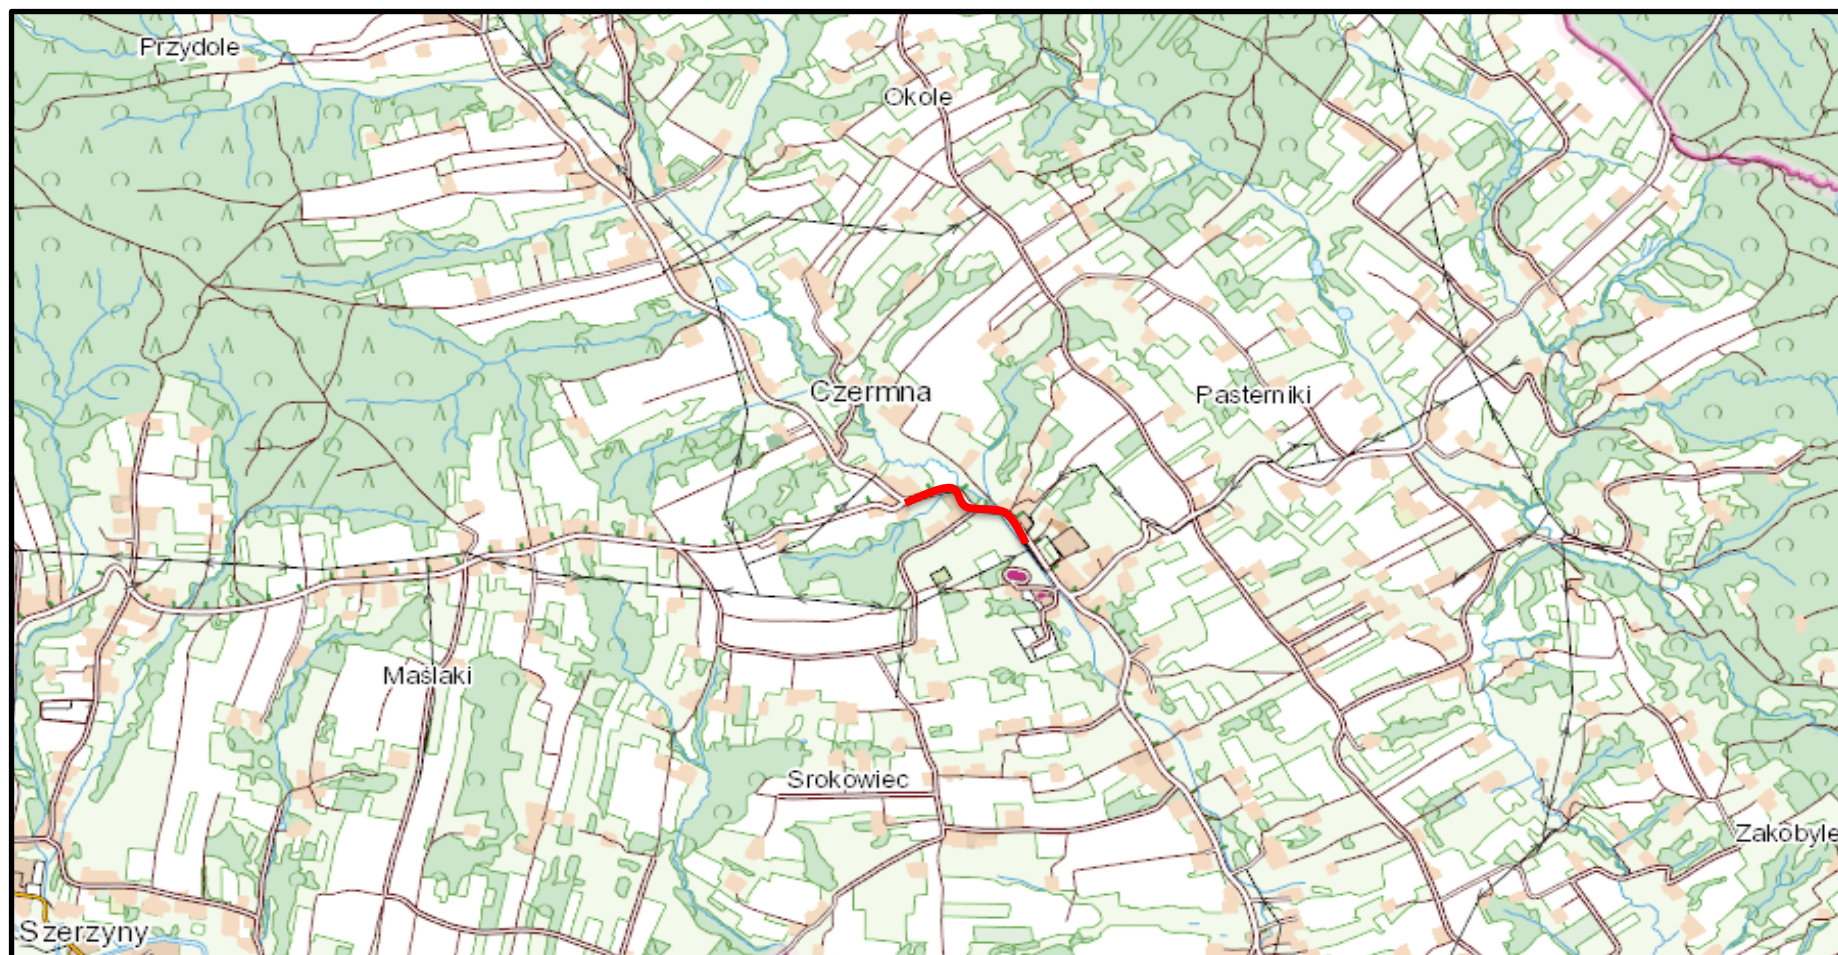 Przydole
Okole
Czermna
Pasterniki
Maślaki
Srokowiec
Zakobyle
Szerzyny